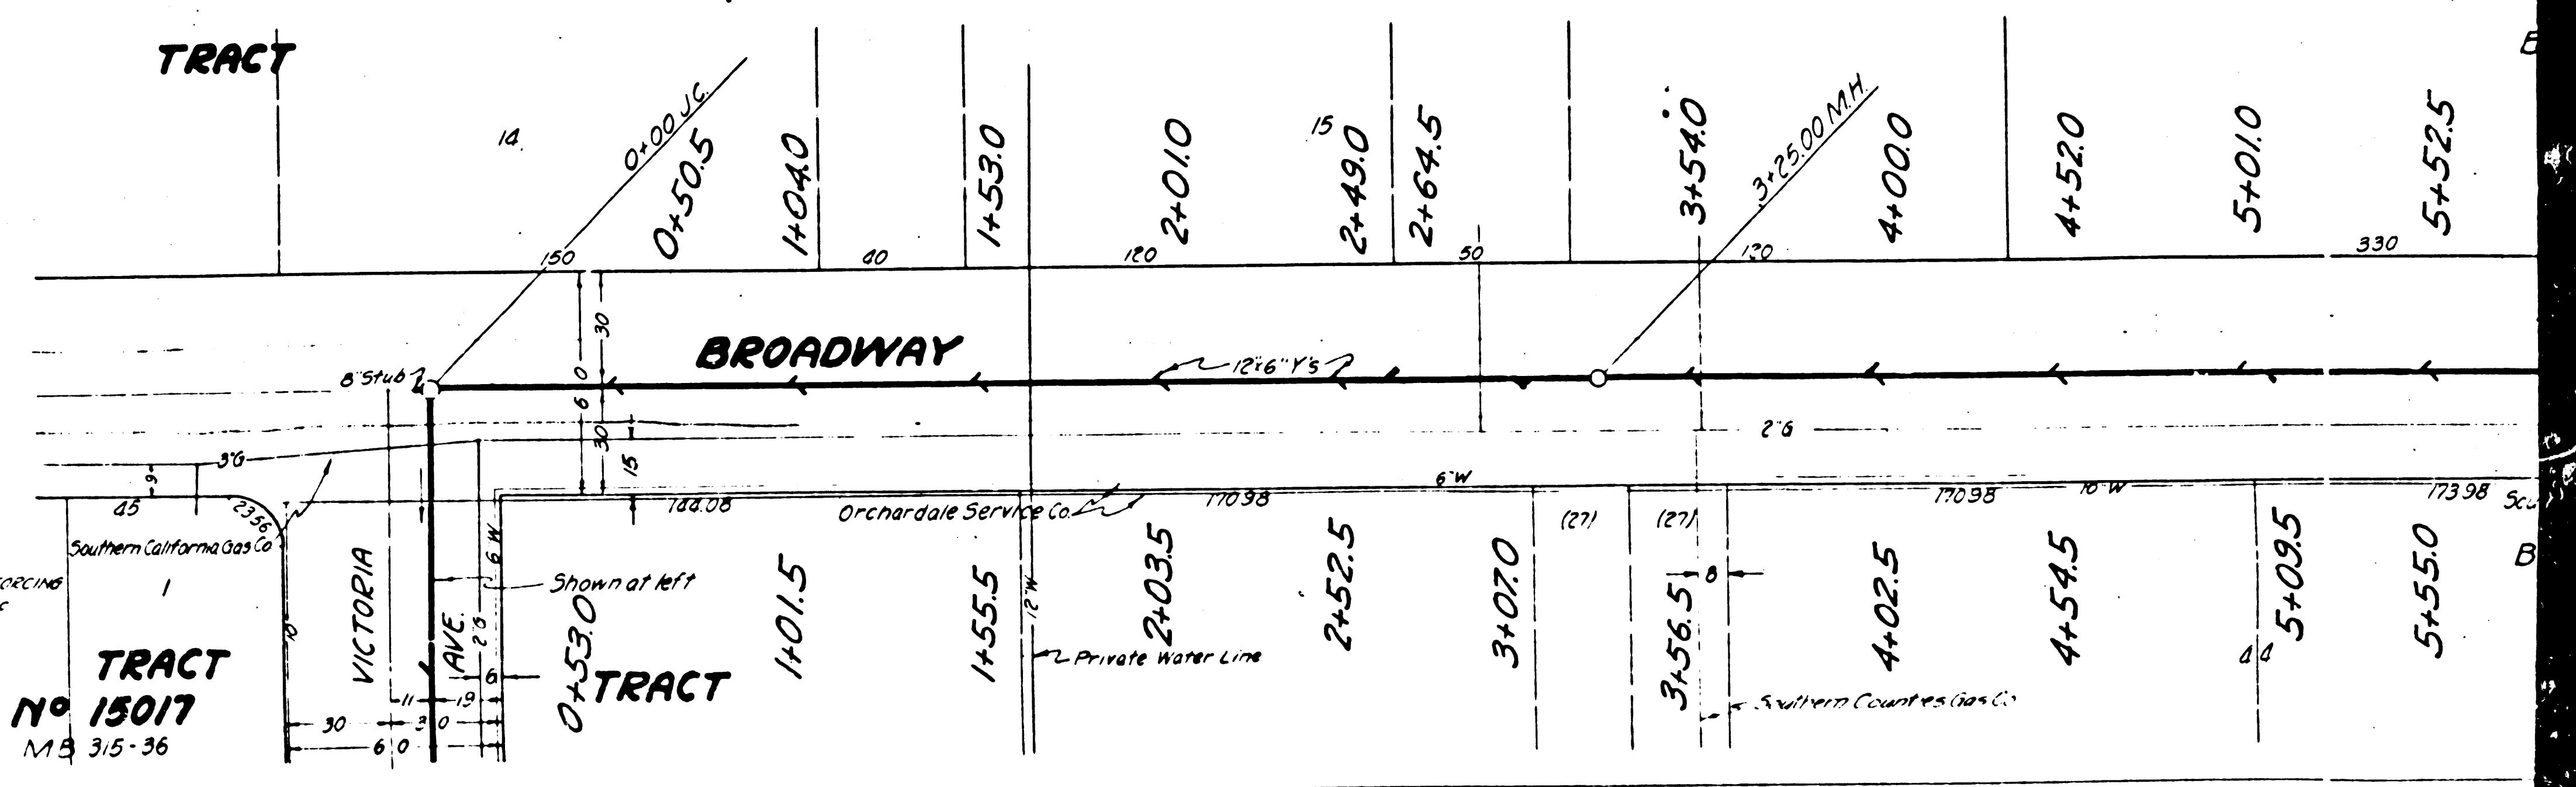 TRACT
14
0+00 J.C.
0+50.5
1+04.0
1+53.0
2+01.0
15
2+49.0
2+64.5
3+54.0
3+25.00 M.H.
4+00.0
4+52.0
5+01.0
5+52.5
150
40
120
50
120
330
30
60
30
15
BROADWAY
8" Stub
12"x6" Y's
2"G
3"G
9
45
23.56
144.08
Orchardale Service Co.
170.98
6"W
170.98
10"W
173.98
Southern California Gas Co
1
VICTORIA
AVE.
2"G
6"W
Shown at left
(27)
(27)
8
12"W
Private Water Line
Southern Counties Gas Co
0+53.0
1+01.5
1+55.5
2+03.5
2+52.5
3+07.0
3+56.5
4+02.5
4+54.5
5+09.5
5+55.0
44
TRACT
No 15017
MB 315-36
TRACT
6
11
19
30
30
60
B